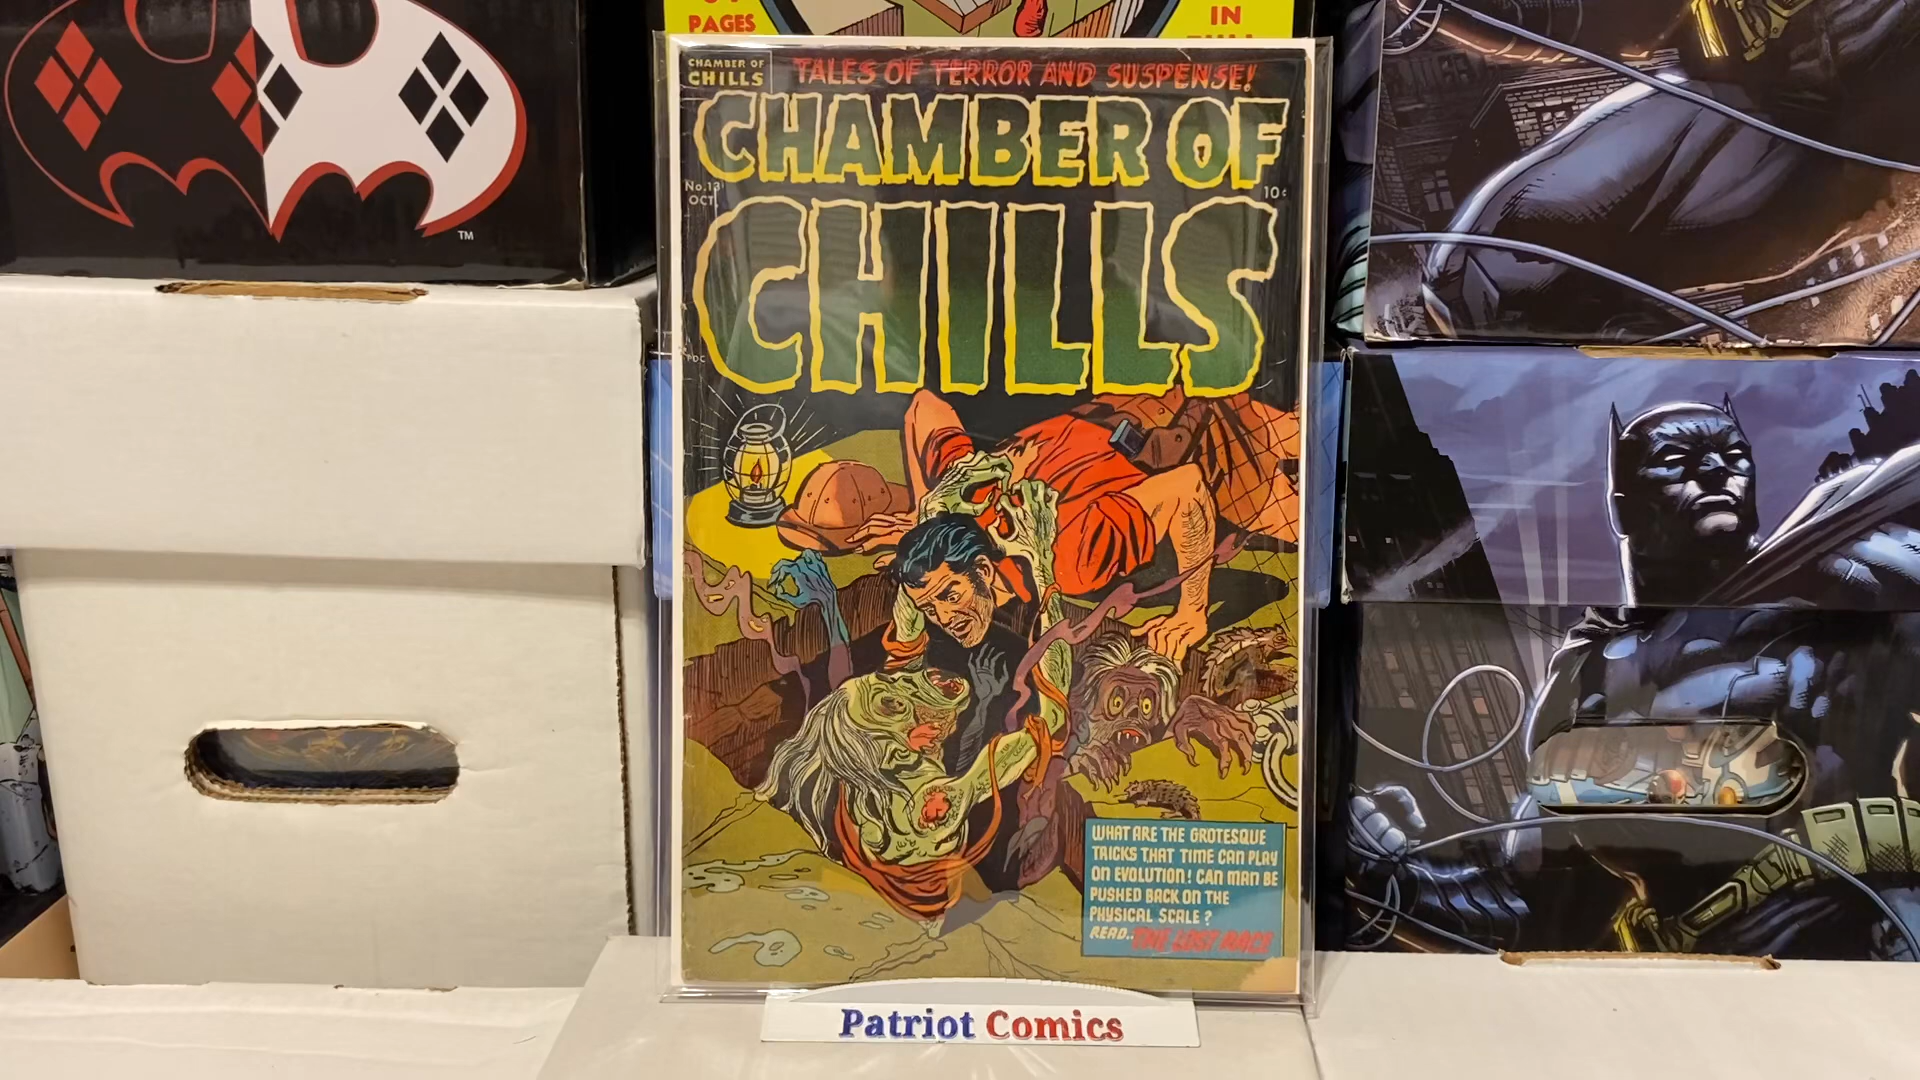 PAGES
IN
CHAMBER OF
CHILLS
TALES OF TERROR AND SUSPENSE!
CHAMBER OF
CHILLS
No.13
OCT.
10¢
TM
WHAT ARE THE GROTESQUE
TRICKS THAT TIME CAN PLAY
ON EVOLUTION! CAN MAN BE
PUSHED BACK ON THE
PHYSICAL SCALE?
READ..THE LOST RACE
Patriot Comics